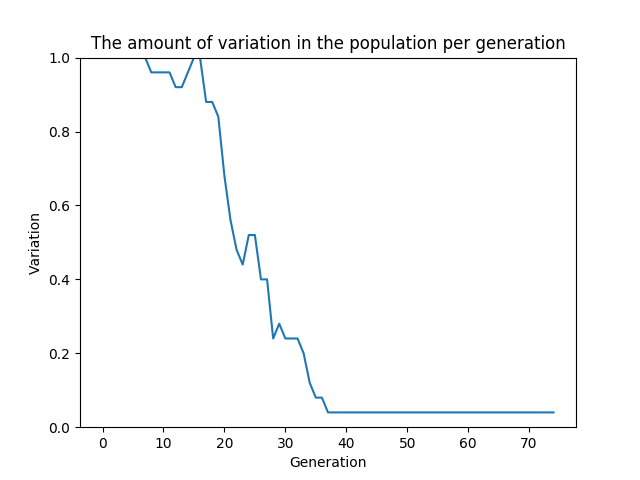 The amount of variation in the population per generation
1.0
0.8
0.6
0.4
0.2
0.0
Variation
0 10 20 30 40 50 60 70
Generation